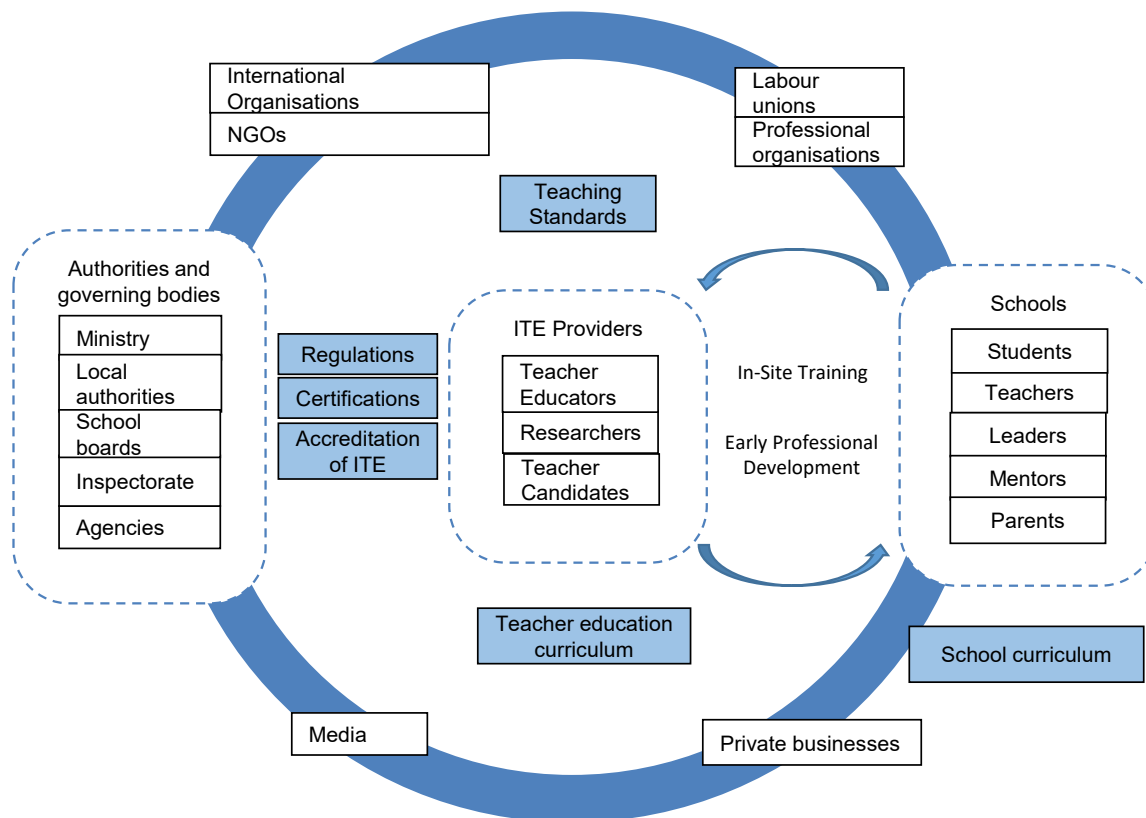 International
Organisations
NGOs
Labour
unions
Professional
organisations
Teaching
Standards
Authorities and
governing bodies
Ministry
Local
authorities
School
boards
Inspectorate
Agencies
Regulations
Certifications
Accreditation
of ITE
ITE Providers
Teacher
Educators
Researchers
Teacher
Candidates
In-Site Training
Early Professional
Development
Schools
Students
Teachers
Leaders
Mentors
Parents
Teacher education
curriculum
School curriculum
Media
Private businesses